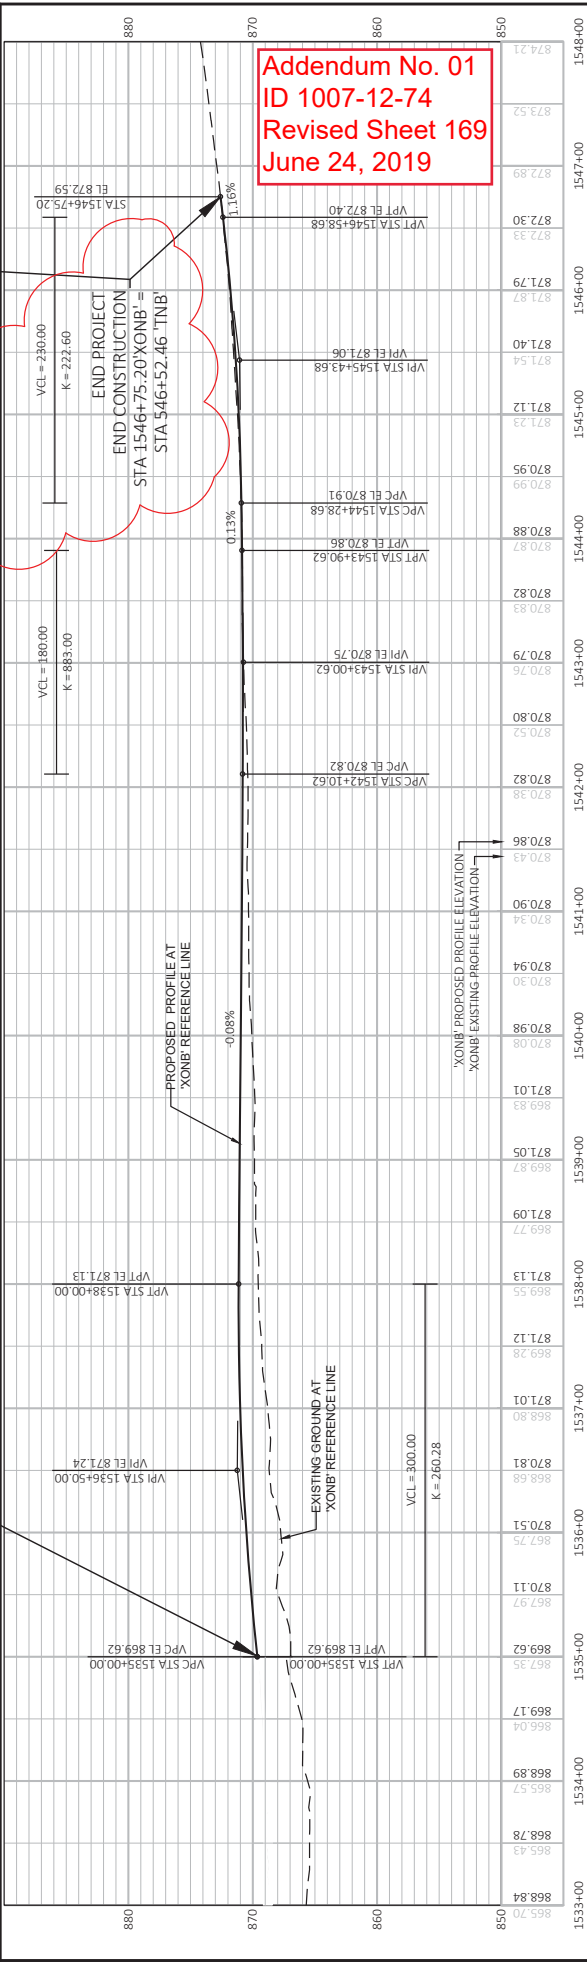 Addendum No. 01
ID 1007-12-74
Revised Sheet 169
June 24, 2019
880
870
860
850
880
870
860
850
STA 1546+75.20
EL 872.59
1.16%
VPT STA 1546+58.68
VPT EL 872.40
VCL = 230.00
K = 222.60
END PROJECT
END CONSTRUCTION
STA 1546+75.20'XONB' =
STA 546+52.46 'TNB'
VPI STA 1545+43.68
VPI EL 871.06
VPC STA 1544+28.68
VPC EL 870.91
0.13%
VPT STA 1543+90.62
VPT EL 870.86
VCL = 180.00
K = 883.00
VPI STA 1543+00.62
VPI EL 870.75
VPC STA 1542+10.62
VPC EL 870.82
'XONB' PROPOSED PROFILE ELEVATION
'XONB' EXISTING PROFILE ELEVATION
PROPOSED PROFILE AT
'XONB' REFERENCE LINE
-0.08%
VPT STA 1538+00.00
VPT EL 871.13
VPI STA 1536+50.00
VPI EL 871.24
EXISTING GROUND AT
'XONB' REFERENCE LINE
VCL = 300.00
K = 260.28
VPC STA 1535+00.00
VPC EL 869.62
VPT STA 1535+00.00
VPT EL 869.62
874.21
873.52
872.89
872.30
872.33
871.79
871.87
871.40
871.54
871.12
871.23
870.95
870.99
870.88
870.87
870.82
870.83
870.79
870.76
870.80
870.52
870.82
870.38
870.86
870.43
870.90
870.34
870.94
870.30
870.98
870.08
871.01
869.83
871.05
869.87
871.09
869.77
871.13
869.55
871.12
869.28
871.01
868.80
870.81
868.68
870.51
867.75
870.11
867.97
869.62
867.35
869.17
866.04
868.89
865.57
868.78
865.43
868.84
865.70
1548+00
1547+00
1546+00
1545+00
1544+00
1543+00
1542+00
1541+00
1540+00
1539+00
1538+00
1537+00
1536+00
1535+00
1534+00
1533+00